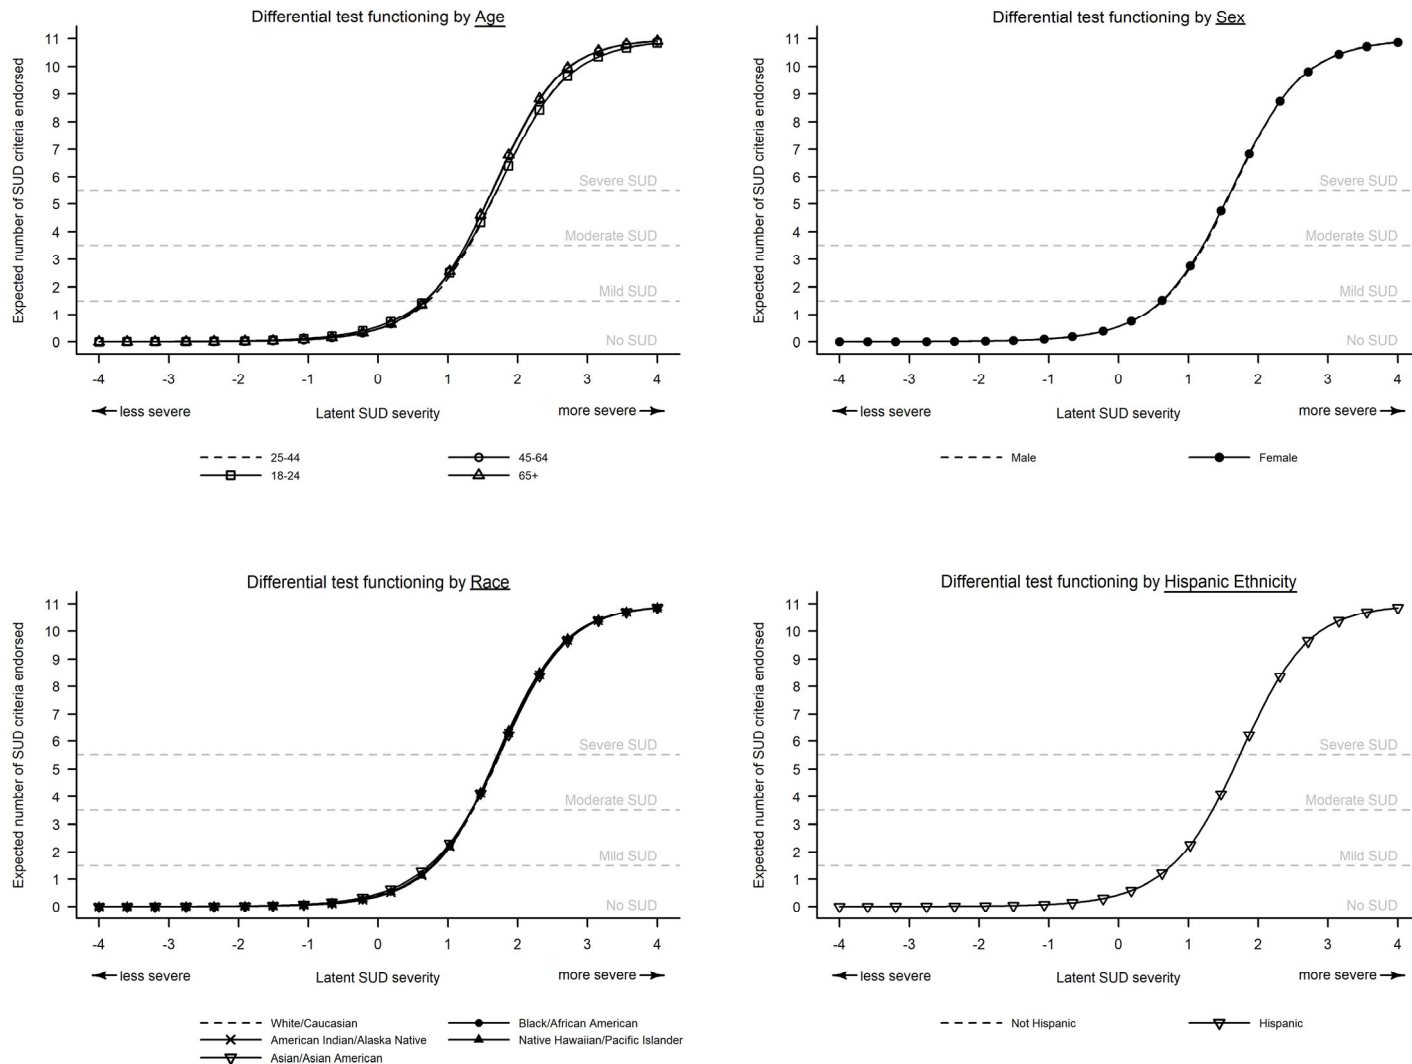 Differential test functioning by Age
Expected number of SUD criteria endorsed
11
10
9
8
7
6
5
4
3
2
1
0
Severe SUD
Moderate SUD
Mild SUD
No SUD
-4 -3 -2 -1 0 1 2 3 4
less severe Latent SUD severity more severe
25-44 45-64
18-24 65+
Differential test functioning by Sex
Expected number of SUD criteria endorsed
11
10
9
8
7
6
5
4
3
2
1
0
Severe SUD
Moderate SUD
Mild SUD
No SUD
-4 -3 -2 -1 0 1 2 3 4
less severe Latent SUD severity more severe
Male Female
Differential test functioning by Race
Expected number of SUD criteria endorsed
11
10
9
8
7
6
5
4
3
2
1
0
Severe SUD
Moderate SUD
Mild SUD
No SUD
-4 -3 -2 -1 0 1 2 3 4
less severe Latent SUD severity more severe
White/Caucasian Black/African American
American Indian/Alaska Native Native Hawaiian/Pacific Islander
Asian/Asian American
Differential test functioning by Hispanic Ethnicity
Expected number of SUD criteria endorsed
11
10
9
8
7
6
5
4
3
2
1
0
Severe SUD
Moderate SUD
Mild SUD
No SUD
-4 -3 -2 -1 0 1 2 3 4
less severe Latent SUD severity more severe
Not Hispanic Hispanic